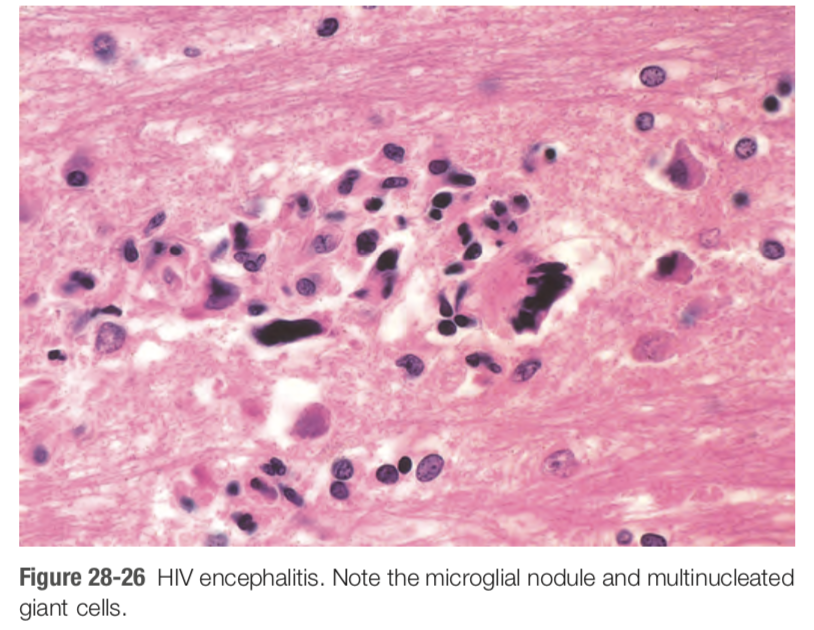 Figure 28-26 HIV encephalitis. Note the microglial nodule and multinucleated
giant cells.